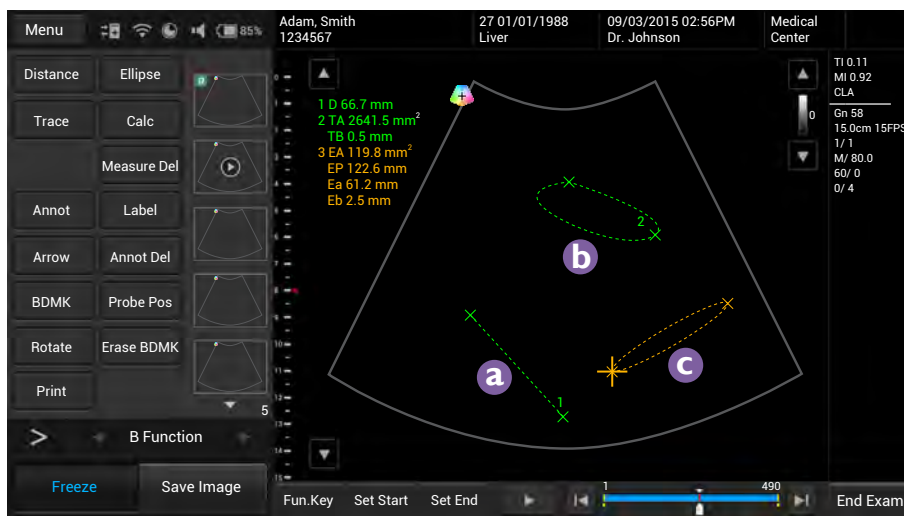 Menu
85%
Adam, Smith
1234567
27 01/01/1988
Liver
09/03/2015 02:56PM
Dr. Johnson
Medical
Center
Distance
Ellipse
Trace
Calc
Measure Del
Annot
Label
Arrow
Annot Del
BDMK
Probe Pos
Rotate
Erase BDMK
Print
5
> B Function
Freeze
Save Image
1 D 66.7 mm
2 TA 2641.5 mm²
TB 0.5 mm
3 EA 119.8 mm²
EP 122.6 mm
Ea 61.2 mm
Eb 2.5 mm
2
b
a
1
c
0
TI 0.11
MI 0.92
CLA
Gn 58
15.0cm 15FPS
1/ 1
M/ 80.0
60/ 0
0/ 4
Fun.Key
Set Start
Set End
1
490
End Exam